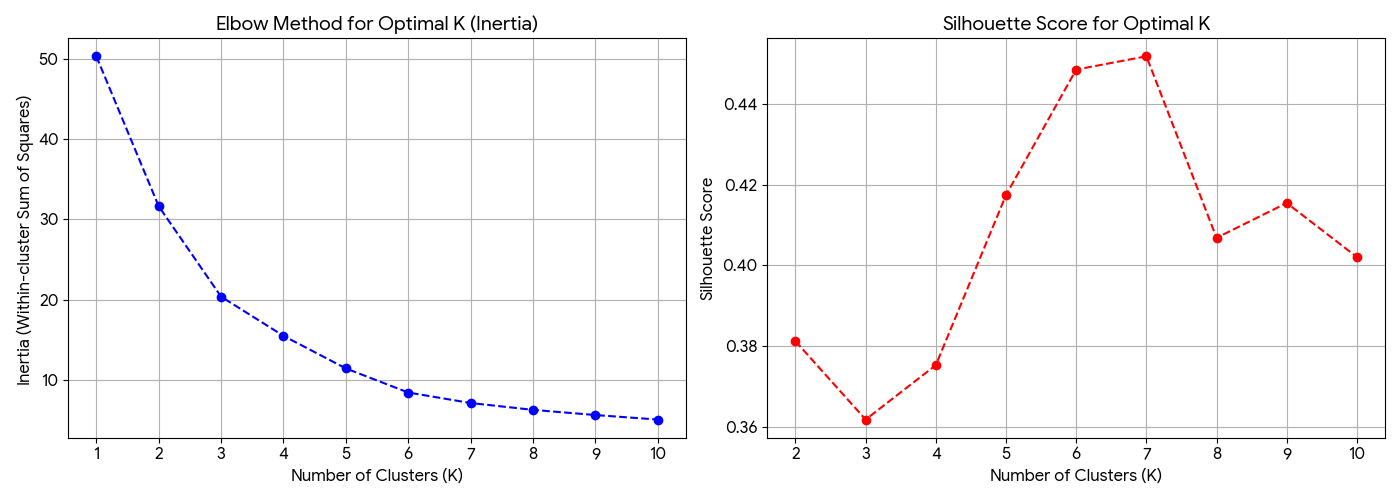 Elbow Method for Optimal K (Inertia)
Inertia (Within-cluster Sum of Squares)
50
40
30
20
10
1 2 3 4 5 6 7 8 9 10
Number of Clusters (K)
Silhouette Score for Optimal K
Silhouette Score
0.44
0.42
0.40
0.38
0.36
2 3 4 5 6 7 8 9 10
Number of Clusters (K)